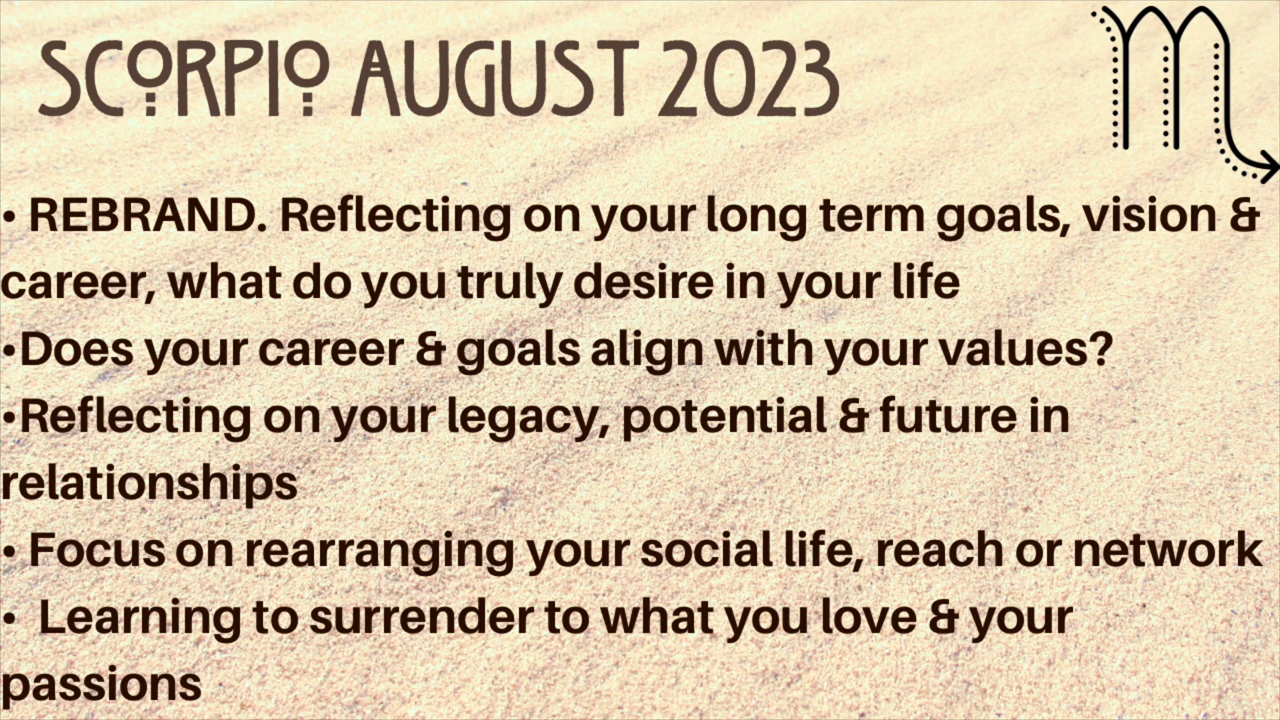 SCORPIO AUGUST 2023
• REBRAND. Reflecting on your long term goals, vision &
career, what do you truly desire in your life
•Does your career & goals align with your values?
•Reflecting on your legacy, potential & future in
relationships
• Focus on rearranging your social life, reach or network
•  Learning to surrender to what you love & your
passions